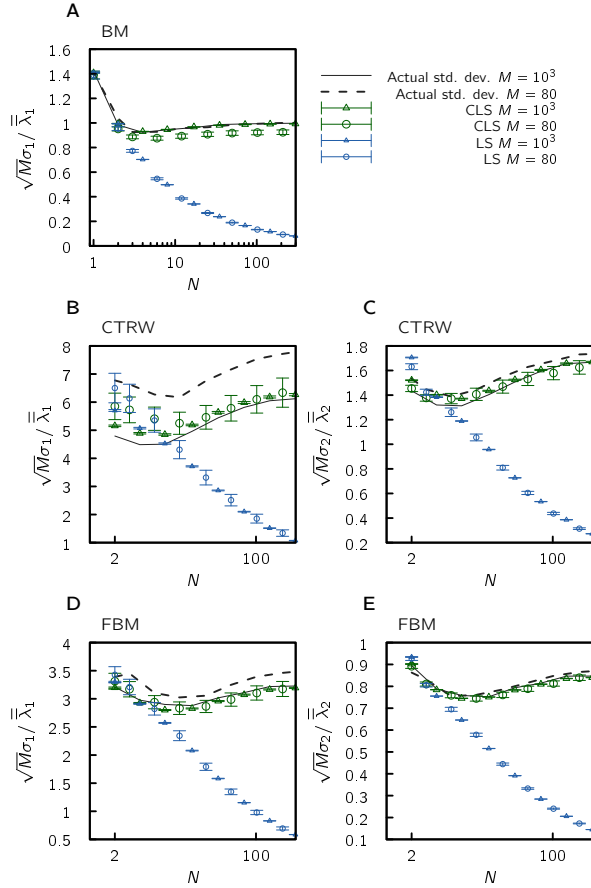 A
BM
1.6
1.4
1.2
1
0.8
0.6
0.4
0.2
0
1 10 100
N
√Mσ₁/λ̿₁
Actual std. dev. M = 10³
Actual std. dev. M = 80
CLS M = 10³
CLS M = 80
LS M = 10³
LS M = 80
B
CTRW
8
7
6
5
4
3
2
1
2 100
N
√Mσ₁/λ̿₁
C
CTRW
1.8
1.6
1.4
1.2
1
0.8
0.6
0.4
0.2
2 100
N
√Mσ₂/λ̿₂
D
FBM
4
3.5
3
2.5
2
1.5
1
0.5
2 100
N
√Mσ₁/λ̿₁
E
FBM
1
0.9
0.8
0.7
0.6
0.5
0.4
0.3
0.2
0.1
2 100
N
√Mσ₂/λ̿₂